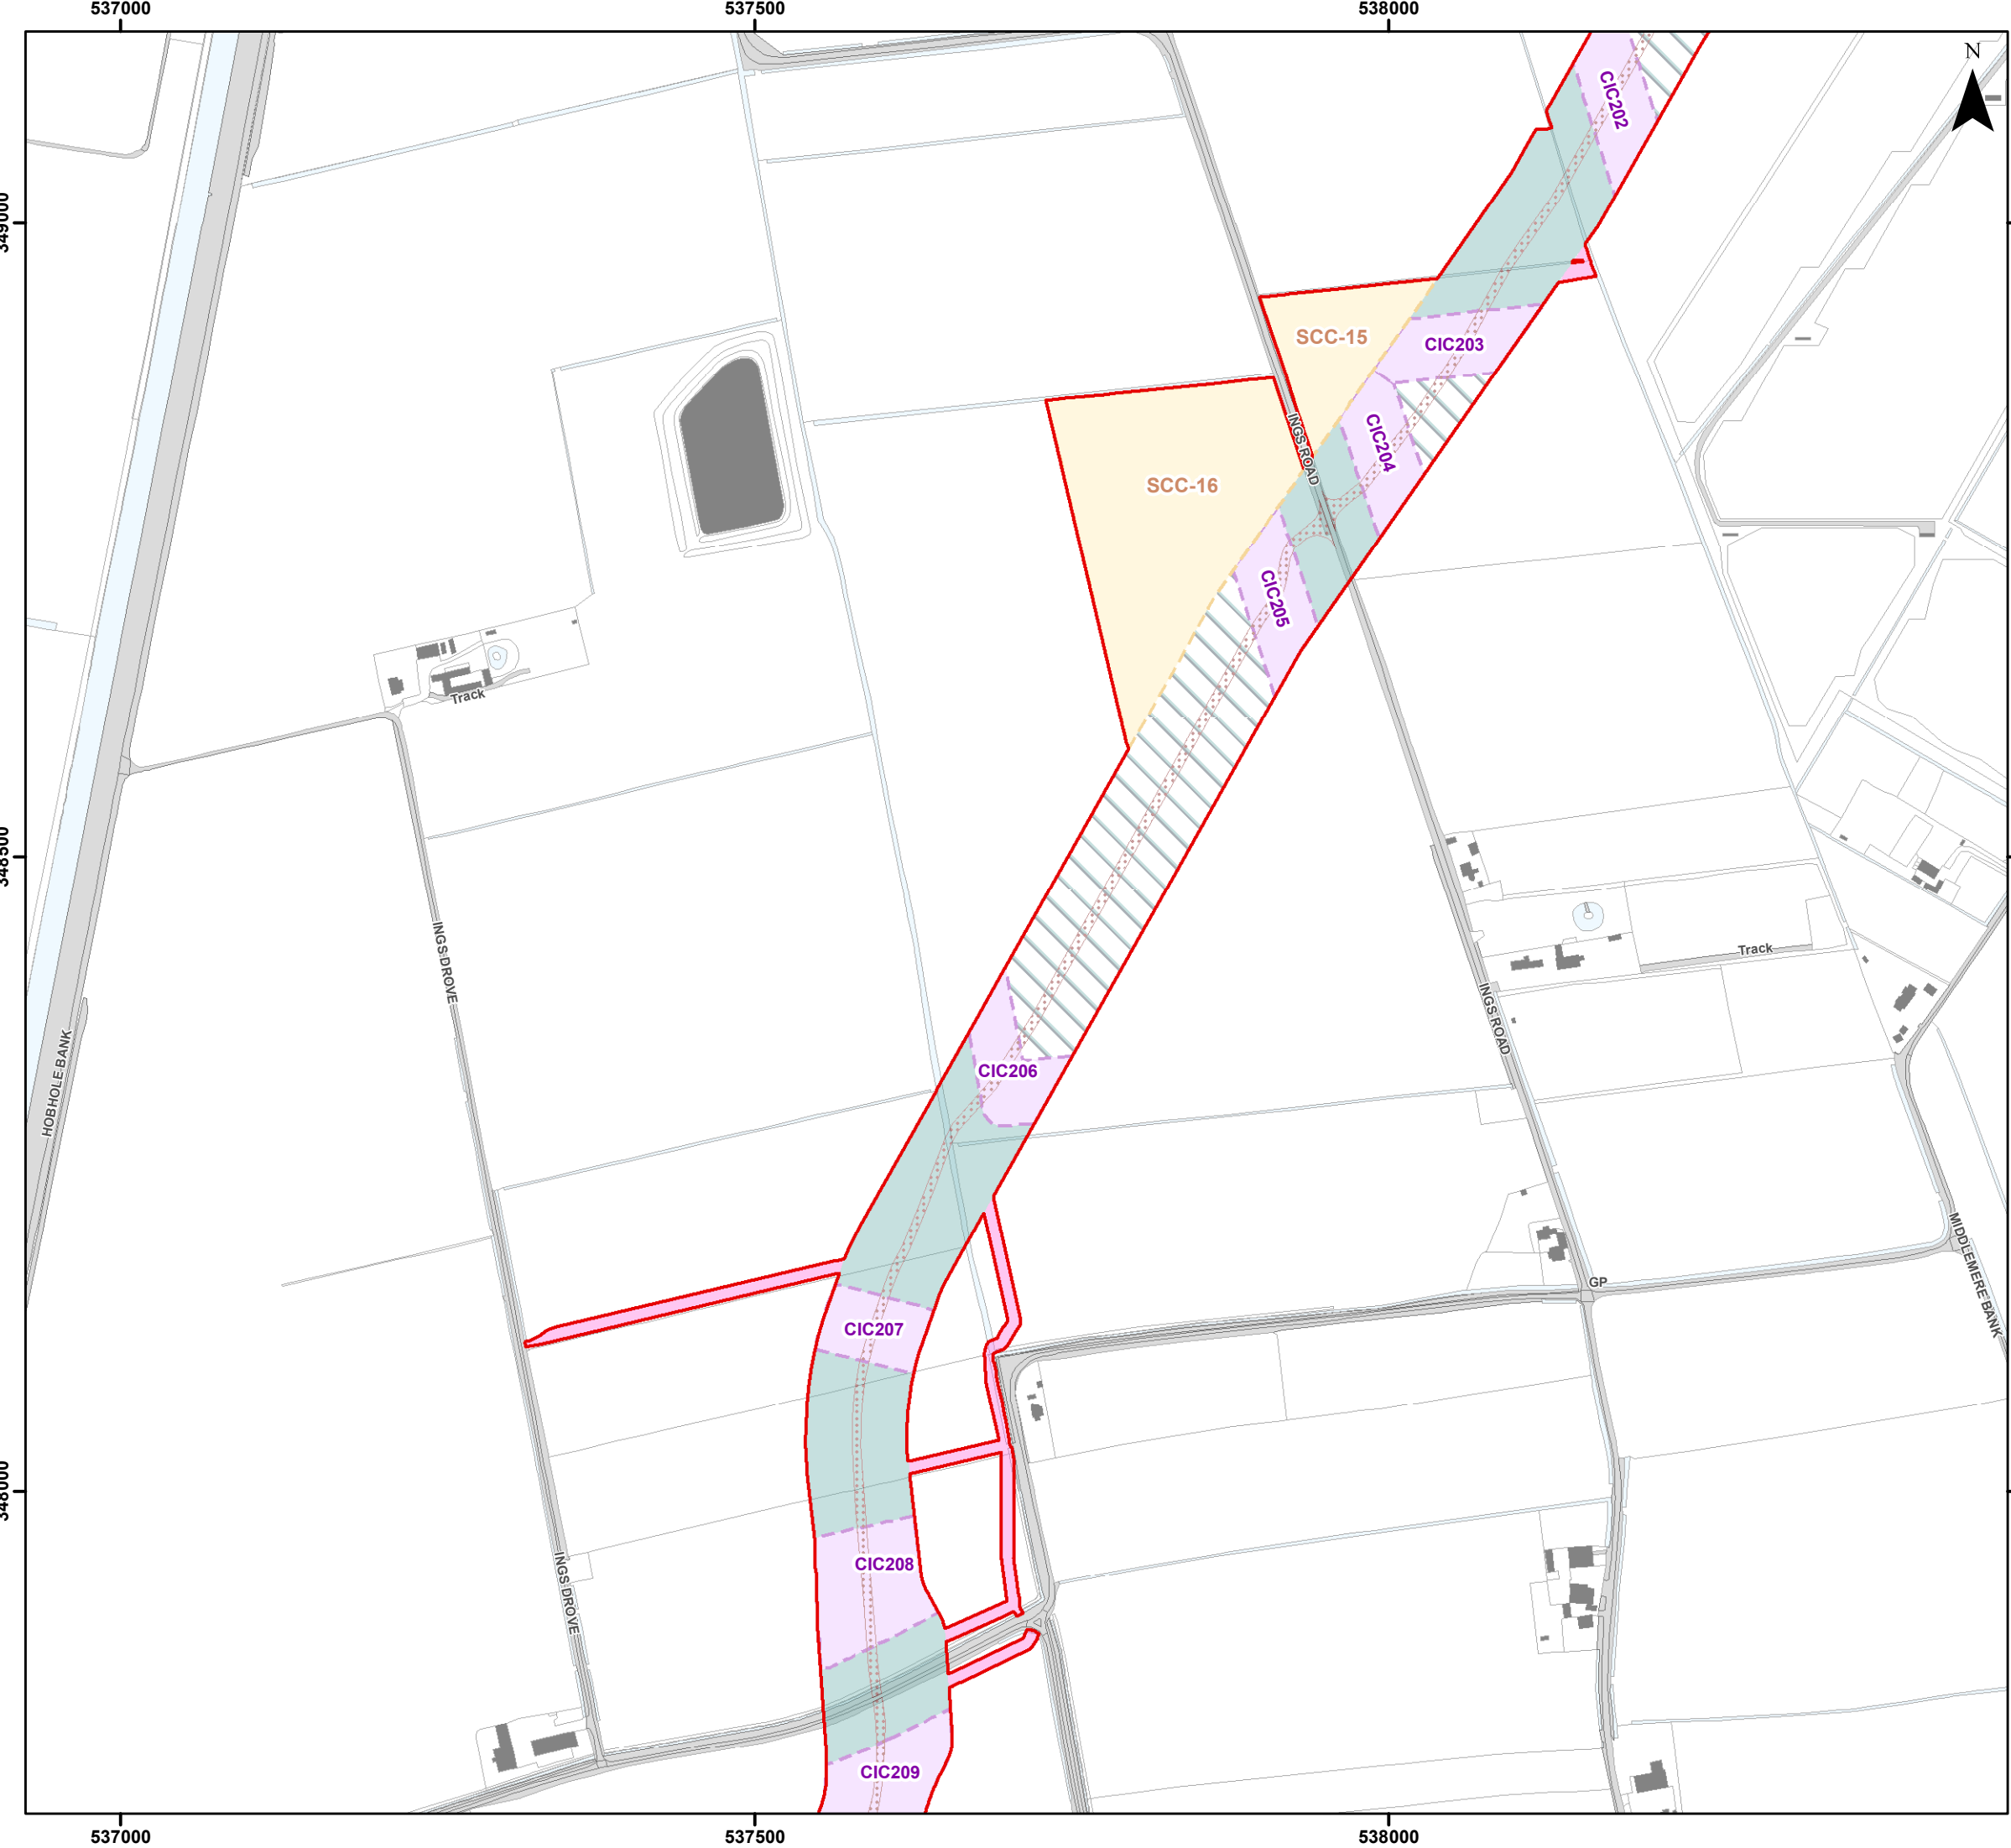 537000
537500
538000
N
CIC202
349000
SCC-15
CIC203
INGS ROAD
CIC204
SCC-16
CIC205
Track
348500
INGS DROVE
Track
INGS ROAD
HOBHOLE BANK
CIC206
MIDDLEMERE BANK
GP
CIC207
348000
CIC208
INGS DROVE
CIC209
537000
537500
538000